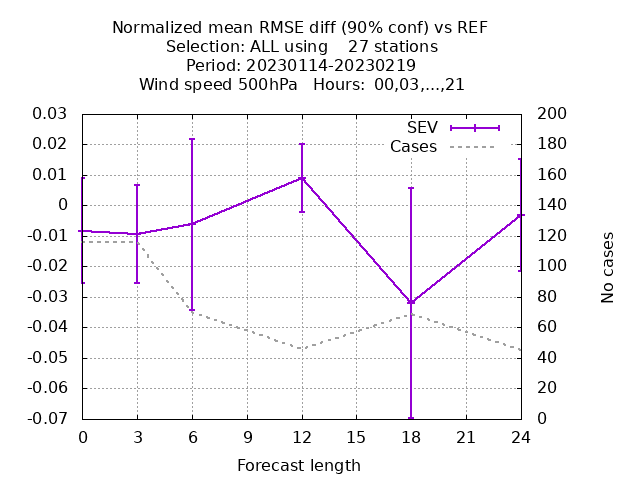 Normalized mean RMSE diff (90% conf) vs REF
Selection: ALL using    27 stations
Period: 20230114-20230219
Wind speed 500hPa   Hours:  00,03,...,21
0.03
0.02
0.01
0
-0.01
-0.02
-0.03
-0.04
-0.05
-0.06
-0.07
SEV
Cases
200
180
160
140
120
100
80
60
40
20
0
No cases
0 3 6 9 12 15 18 21 24
Forecast length